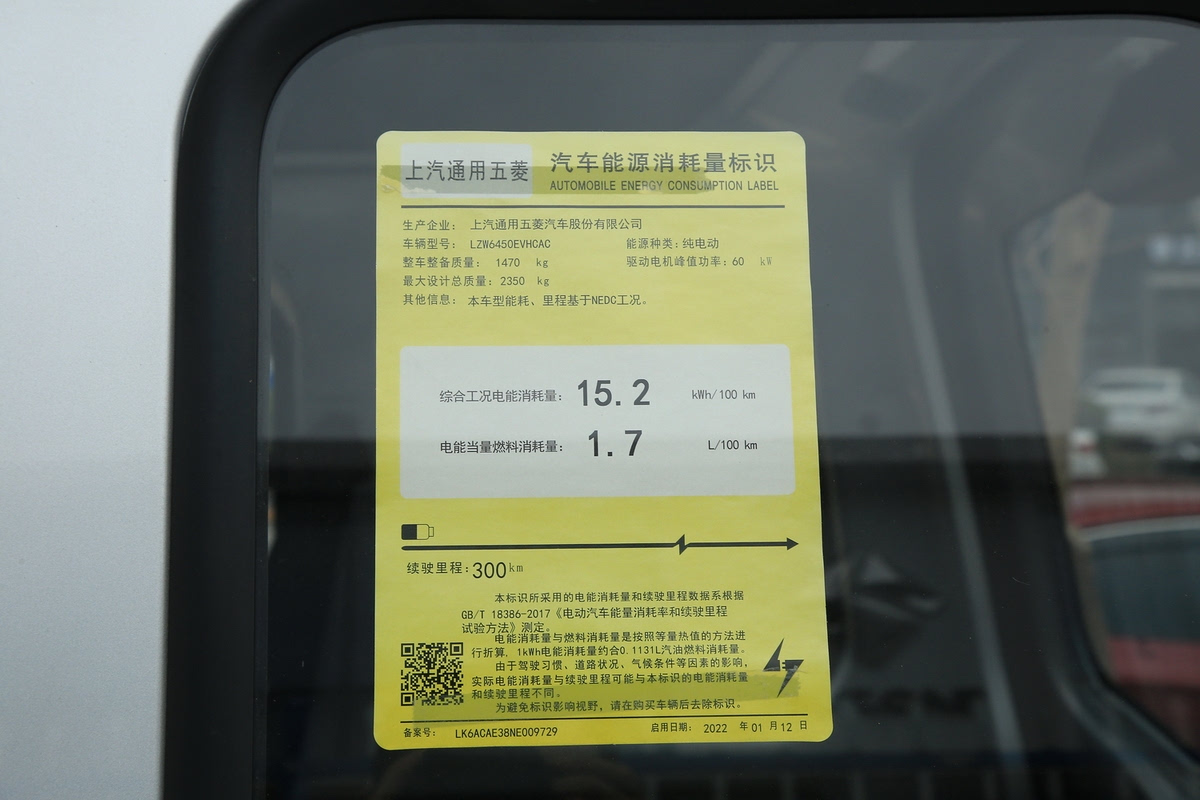 上汽通用五菱 汽车能源消耗量标识
AUTOMOBILE ENERGY CONSUMPTION LABEL
生产企业: 上汽通用五菱汽车股份有限公司
车辆型号: LZW6450EVHCAC 能源种类:纯电动
整车整备质量: 1470 kg 驱动电机峰值功率:60 kW
最大设计总质量:2350 kg
其他信息: 本车型能耗、里程基于NEDC工况。
综合工况电能消耗量: 15.2 kWh/100 km
电能当量燃料消耗量: 1.7 L/100 km
续驶里程:300km
本标识所采用的电能消耗量和续驶里程数据系根据
GB/T 18386-2017《电动汽车能量消耗率和续驶里程
试验方法》测定。
电能消耗量与燃料消耗量是按照等量热值的方法进
行折算, 1kWh电能消耗量约合0.1131L汽油燃料消耗量。
由于驾驶习惯、道路状况、气候条件等因素的影响,
实际电能消耗量与续驶里程可能与本标识的电能消耗量
和续驶里程不同。
为避免标识影响视野, 请在购买车辆后去除标识。
备案号: LK6ACAE38NE009729 启用日期: 2022 年01 月12 日